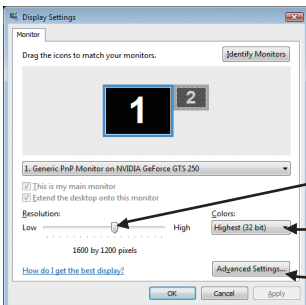 Display Settings
Monitor
Drag the icons to match your monitors.
Identify Monitors
1
2
1. Generic PnP Monitor on NVIDIA GeForce GTS 250
This is my main monitor
Extend the desktop onto this monitor
Resolution:
Colors:
Low
High
Highest (32 bit)
1600 by 1200 pixels
How do I get the best display?
Advanced Settings...
OK
Cancel
Apply